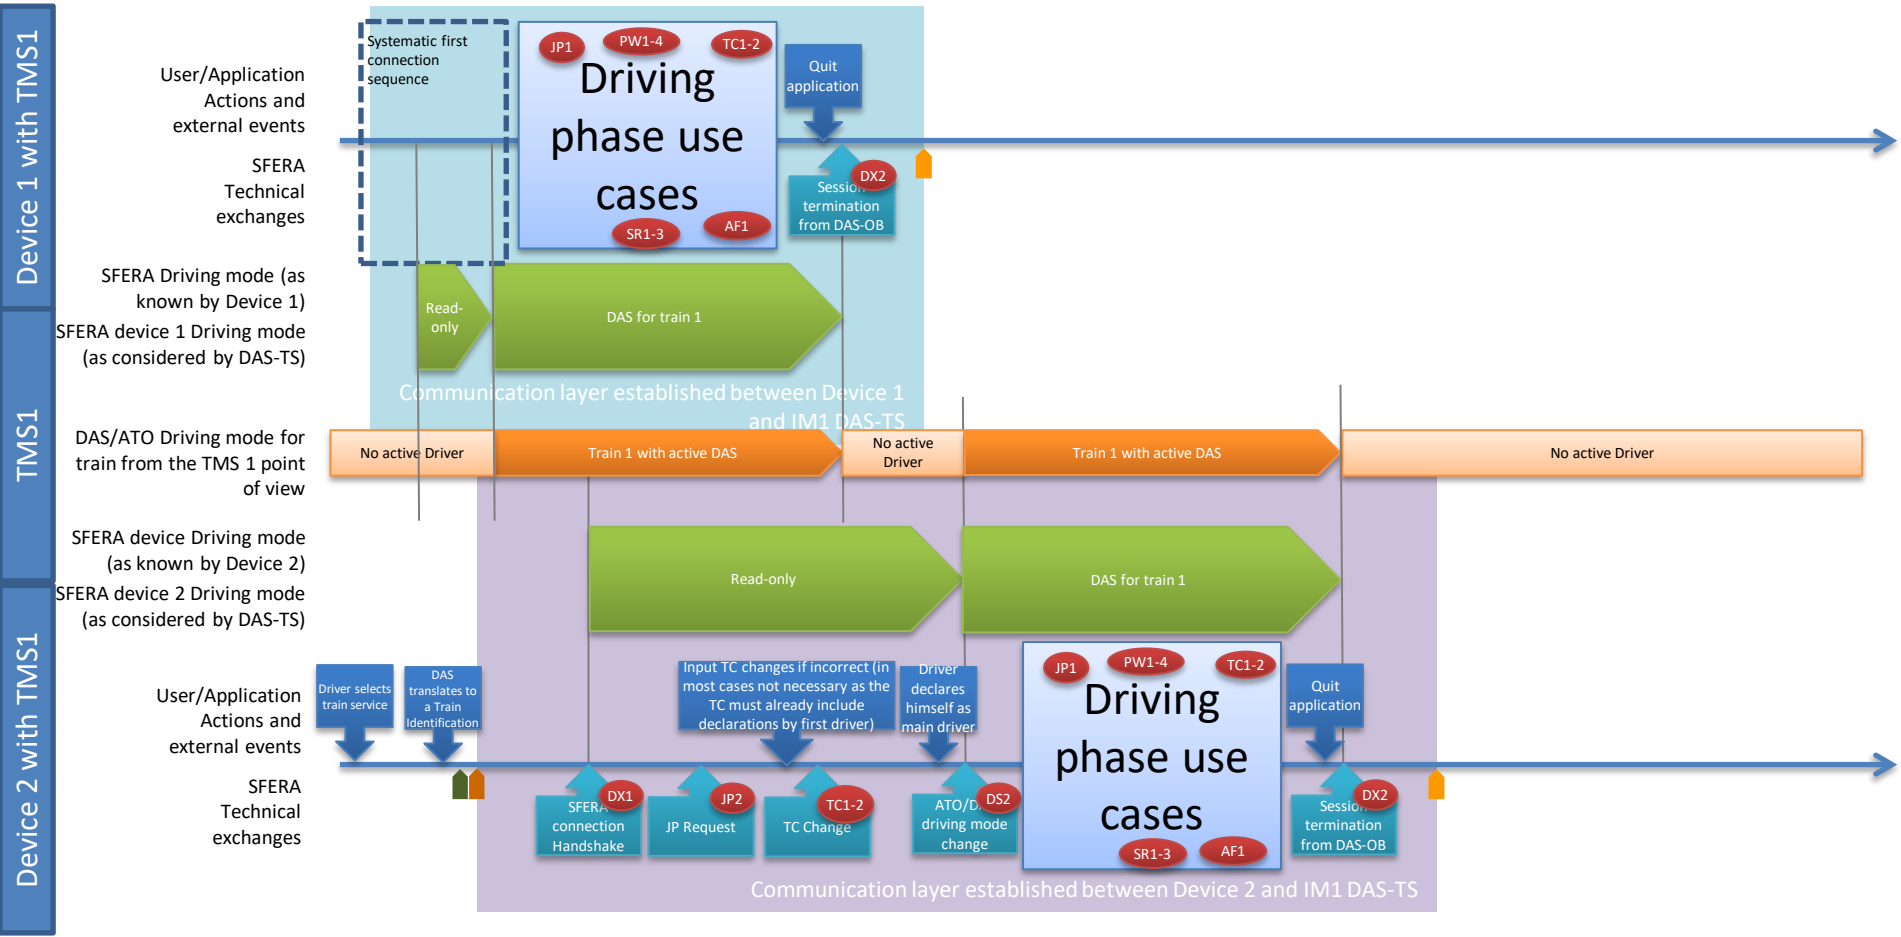 Device 1 with TMS1
User/Application
Actions and
external events
SFERA
Technical
exchanges
Systematic first
connection
sequence
JP1
PW1-4
TC1-2
Driving
phase use
cases
SR1-3
AF1
Quit
application
DX2
Session
termination
from DAS-OB
SFERA Driving mode (as
known by Device 1)
SFERA device 1 Driving mode
(as considered by DAS-TS)
Read-
only
DAS for train 1
Communication layer established between Device 1
and IM1 DAS-TS
TMS1
DAS/ATO Driving mode for
train from the TMS 1 point
of view
No active Driver
Train 1 with active DAS
No active
Driver
Train 1 with active DAS
No active Driver
SFERA device Driving mode
(as known by Device 2)
SFERA device 2 Driving mode
(as considered by DAS-TS)
Read-only
DAS for train 1
Device 2 with TMS1
User/Application
Actions and
external events
SFERA
Technical
exchanges
Driver selects
train service
DAS
translates to
a Train
Identification
Input TC changes if incorrect (in
most cases not necessary as the
TC must already include
declarations by first driver)
Driver
declares
himself as
main driver
JP1
PW1-4
TC1-2
Driving
phase use
cases
SR1-3
AF1
Quit
application
DX1
SFERA
connection
Handshake
JP2
JP Request
TC1-2
TC Change
DS2
ATO/DAS
driving mode
change
DX2
Session
termination
from DAS-OB
Communication layer established between Device 2 and IM1 DAS-TS